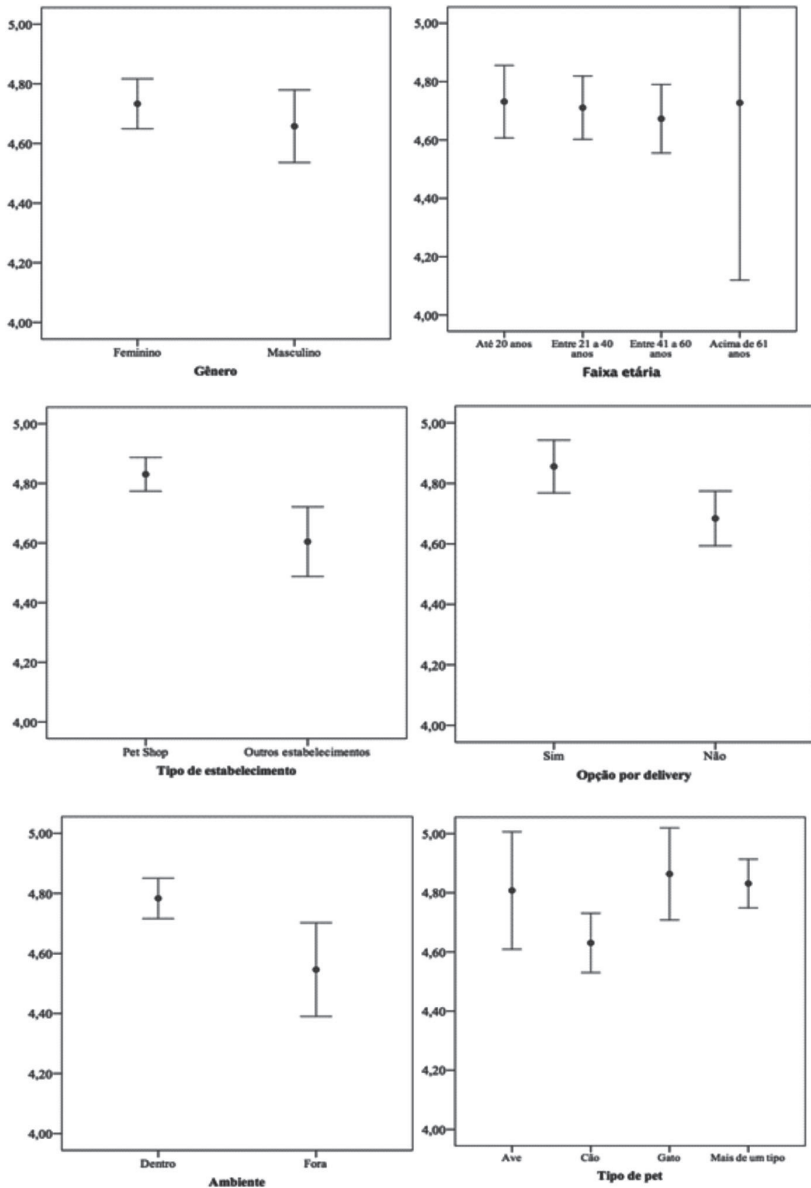 5,00
4,80
4,60
4,40
4,20
4,00
Feminino Masculino
Gênero
5,00
4,80
4,60
4,40
4,20
4,00
Até 20 anos Entre 21 a 40 Entre 41 a 60 Acima de 61
anos anos anos
Faixa etária
5,00
4,80
4,60
4,40
4,20
4,00
Pet Shop Outros estabelecimentos
Tipo de estabelecimento
5,00
4,80
4,60
4,40
4,20
4,00
Sim Não
Opção por delivery
5,00
4,80
4,60
4,40
4,20
4,00
Dentro Fora
Ambiente
5,00
4,80
4,60
4,40
4,20
4,00
Ave Cão Gato Mais de um tipo
Tipo de pet